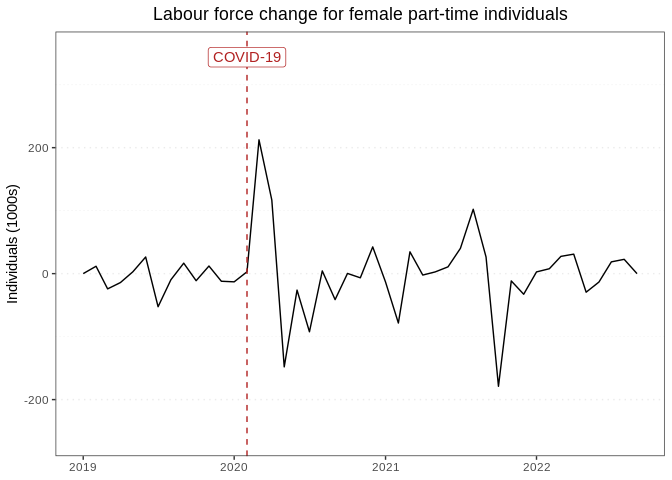 Labour force change for female part-time individuals
COVID-19
Individuals (1000s)
200
0
-200
2019
2020
2021
2022